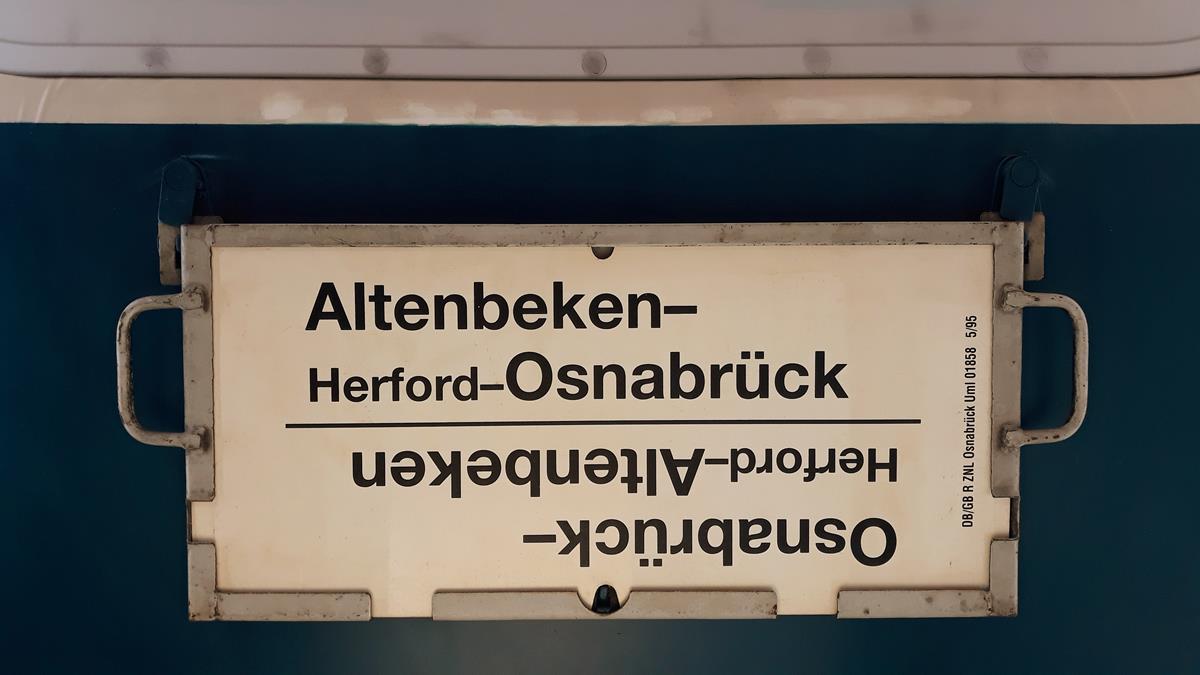 Altenbeken–
Herford–Osnabrück
Osnabrück–
Herford–Altenbeken
DB/GB R ZNL Osnabrück Uml 01858 5/95